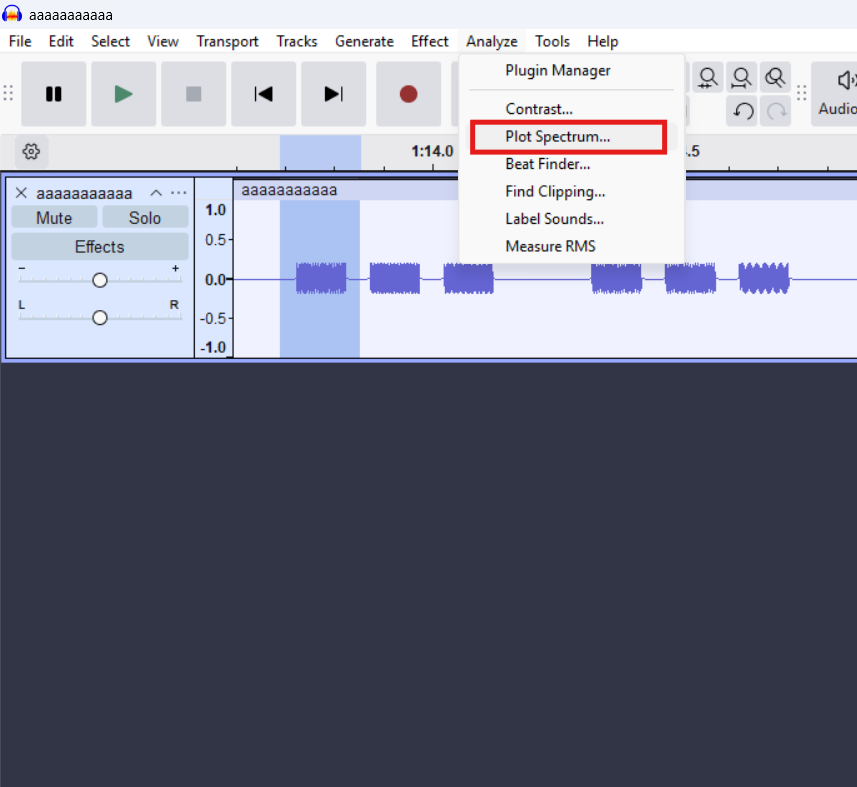 aaaaaaaaaaa
File Edit Select View Transport Tracks Generate Effect Analyze Tools Help
Plugin Manager
Contrast...
Plot Spectrum...
Beat Finder...
Find Clipping...
Label Sounds...
Measure RMS
Audio
1:14.0
.5
aaaaaaaaaaa
Mute Solo
Effects
- +
L R
1.0
0.5-
0.0-
-0.5-
-1.0
aaaaaaaaaaa